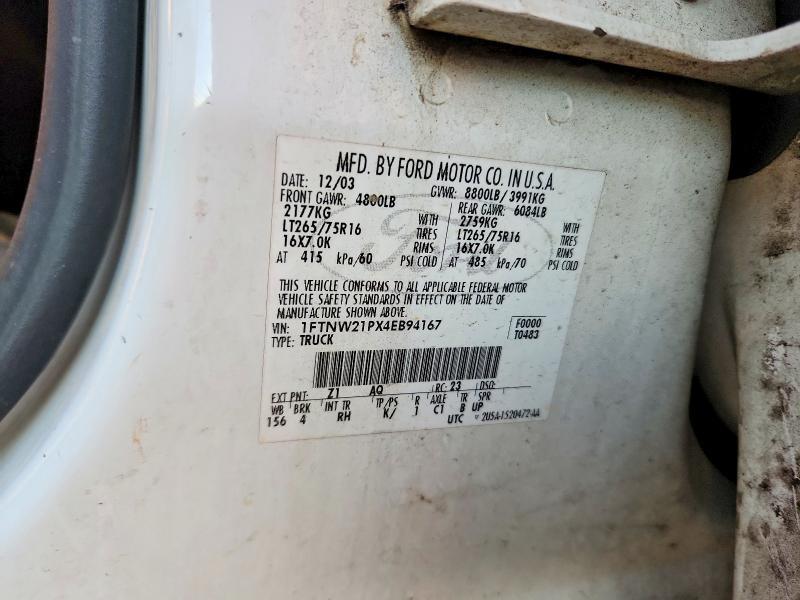 MFD. BY FORD MOTOR CO. IN U.S.A.
DATE: 12/03 GVWR: 8800LB/3991KG
FRONT GAWR: 4800LB REAR GAWR: 6084LB
2177KG WITH 2759KG WITH
LT265/75R16 TIRES LT265/75R16 TIRES
16X7.0K RIMS 16X7.0K RIMS
AT 415 kPa/60 PSI COLD AT 485 kPa/70 PSI COLD
Ford
THIS VEHICLE CONFORMS TO ALL APPLICABLE FEDERAL MOTOR
VEHICLE SAFETY STANDARDS IN EFFECT ON THE DATE OF
MANUFACTURE SHOWN ABOVE.
VIN: 1FTNW21PX4EB94167 F0000
TYPE: TRUCK T0483
EXT PNT: Z1 AQ RC: 23 DSO:
WB BRK INT TR TP/PS R AXLE TR SPR
156 4 RH K/ 1 C1 B UP
UTC